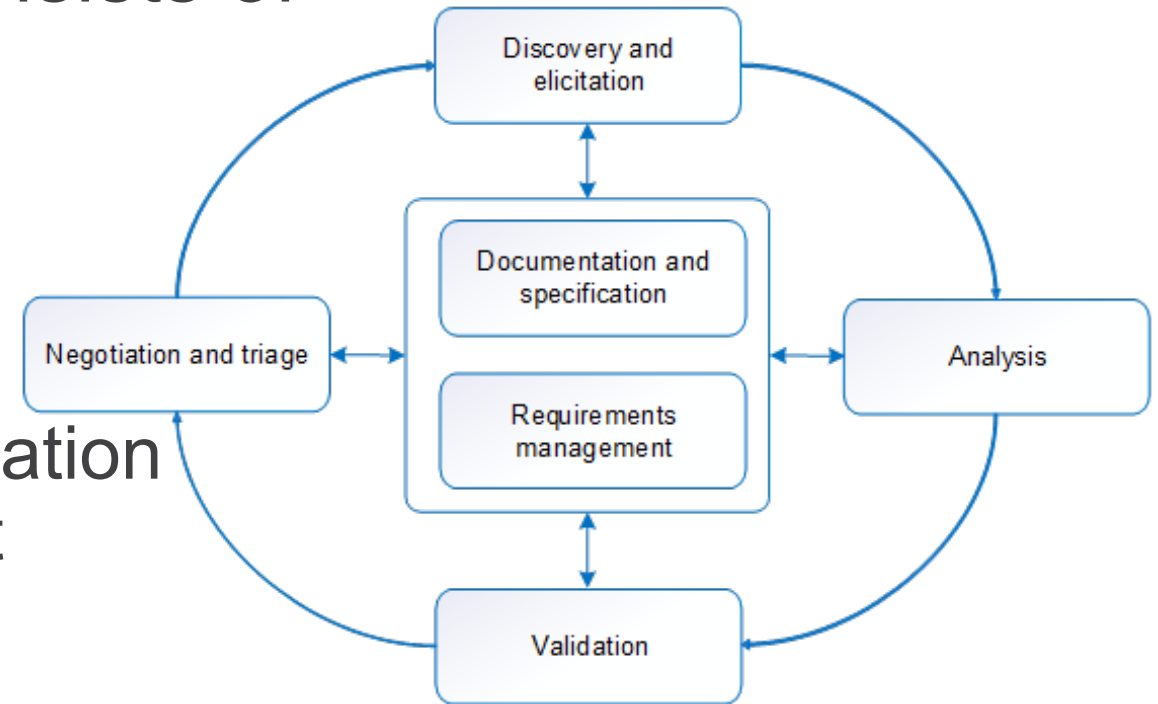 Discovery and
elicitation
Documentation and
specification
Negotiation and triage
Analysis
Requirements
management
ation
t
Validation